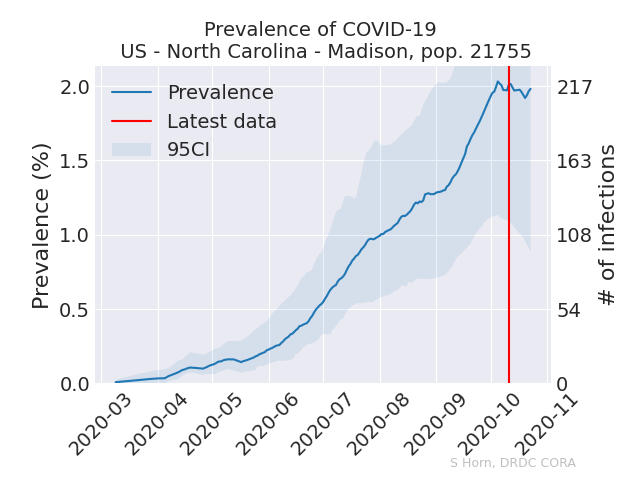 Prevalence of COVID-19
US - North Carolina - Madison, pop. 21755
Prevalence
Latest data
95CI
Prevalence (%)
2.0
1.5
1.0
0.5
0.0
# of infections
217
163
108
54
0
2020-03
2020-04
2020-05
2020-06
2020-07
2020-08
2020-09
2020-10
2020-11
S Horn, DRDC CORA